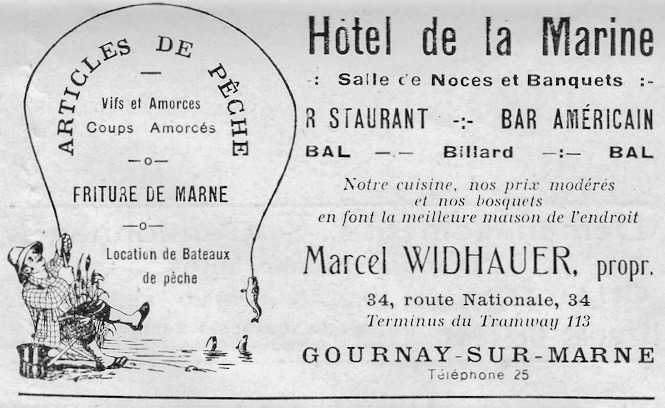 ARTICLES DE PÊCHE
Vifs et Amorces
Coups Amorcés
—o—
FRITURE DE MARNE
—o—
Location de Bateaux
de pêche
Hôtel de la Marine
-: Salle de Noces et Banquets :-
R STAURANT -:- BAR AMÉRICAIN
BAL —.— Billard —:— BAL
Notre cuisine, nos prix modérés
et nos bosquets
en font la meilleure maison de l'endroit
Marcel WIDHAUER, propr.
34, route Nationale, 34
Terminus du Tramway 113
GOURNAY-SUR-MARNE
Téléphone 25